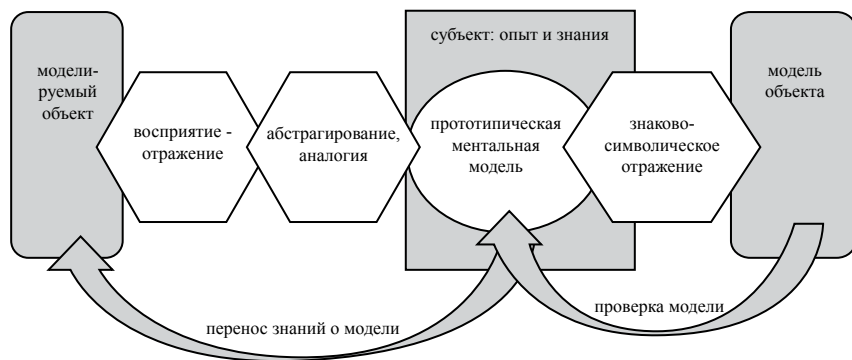 модели-
руемый
объект
восприятие -
отражение
абстрагирование,
аналогия
субъект: опыт и знания
прототипическая
ментальная
модель
знаково-
символическое
отражение
модель
объекта
перенос знаний о модели
проверка модели